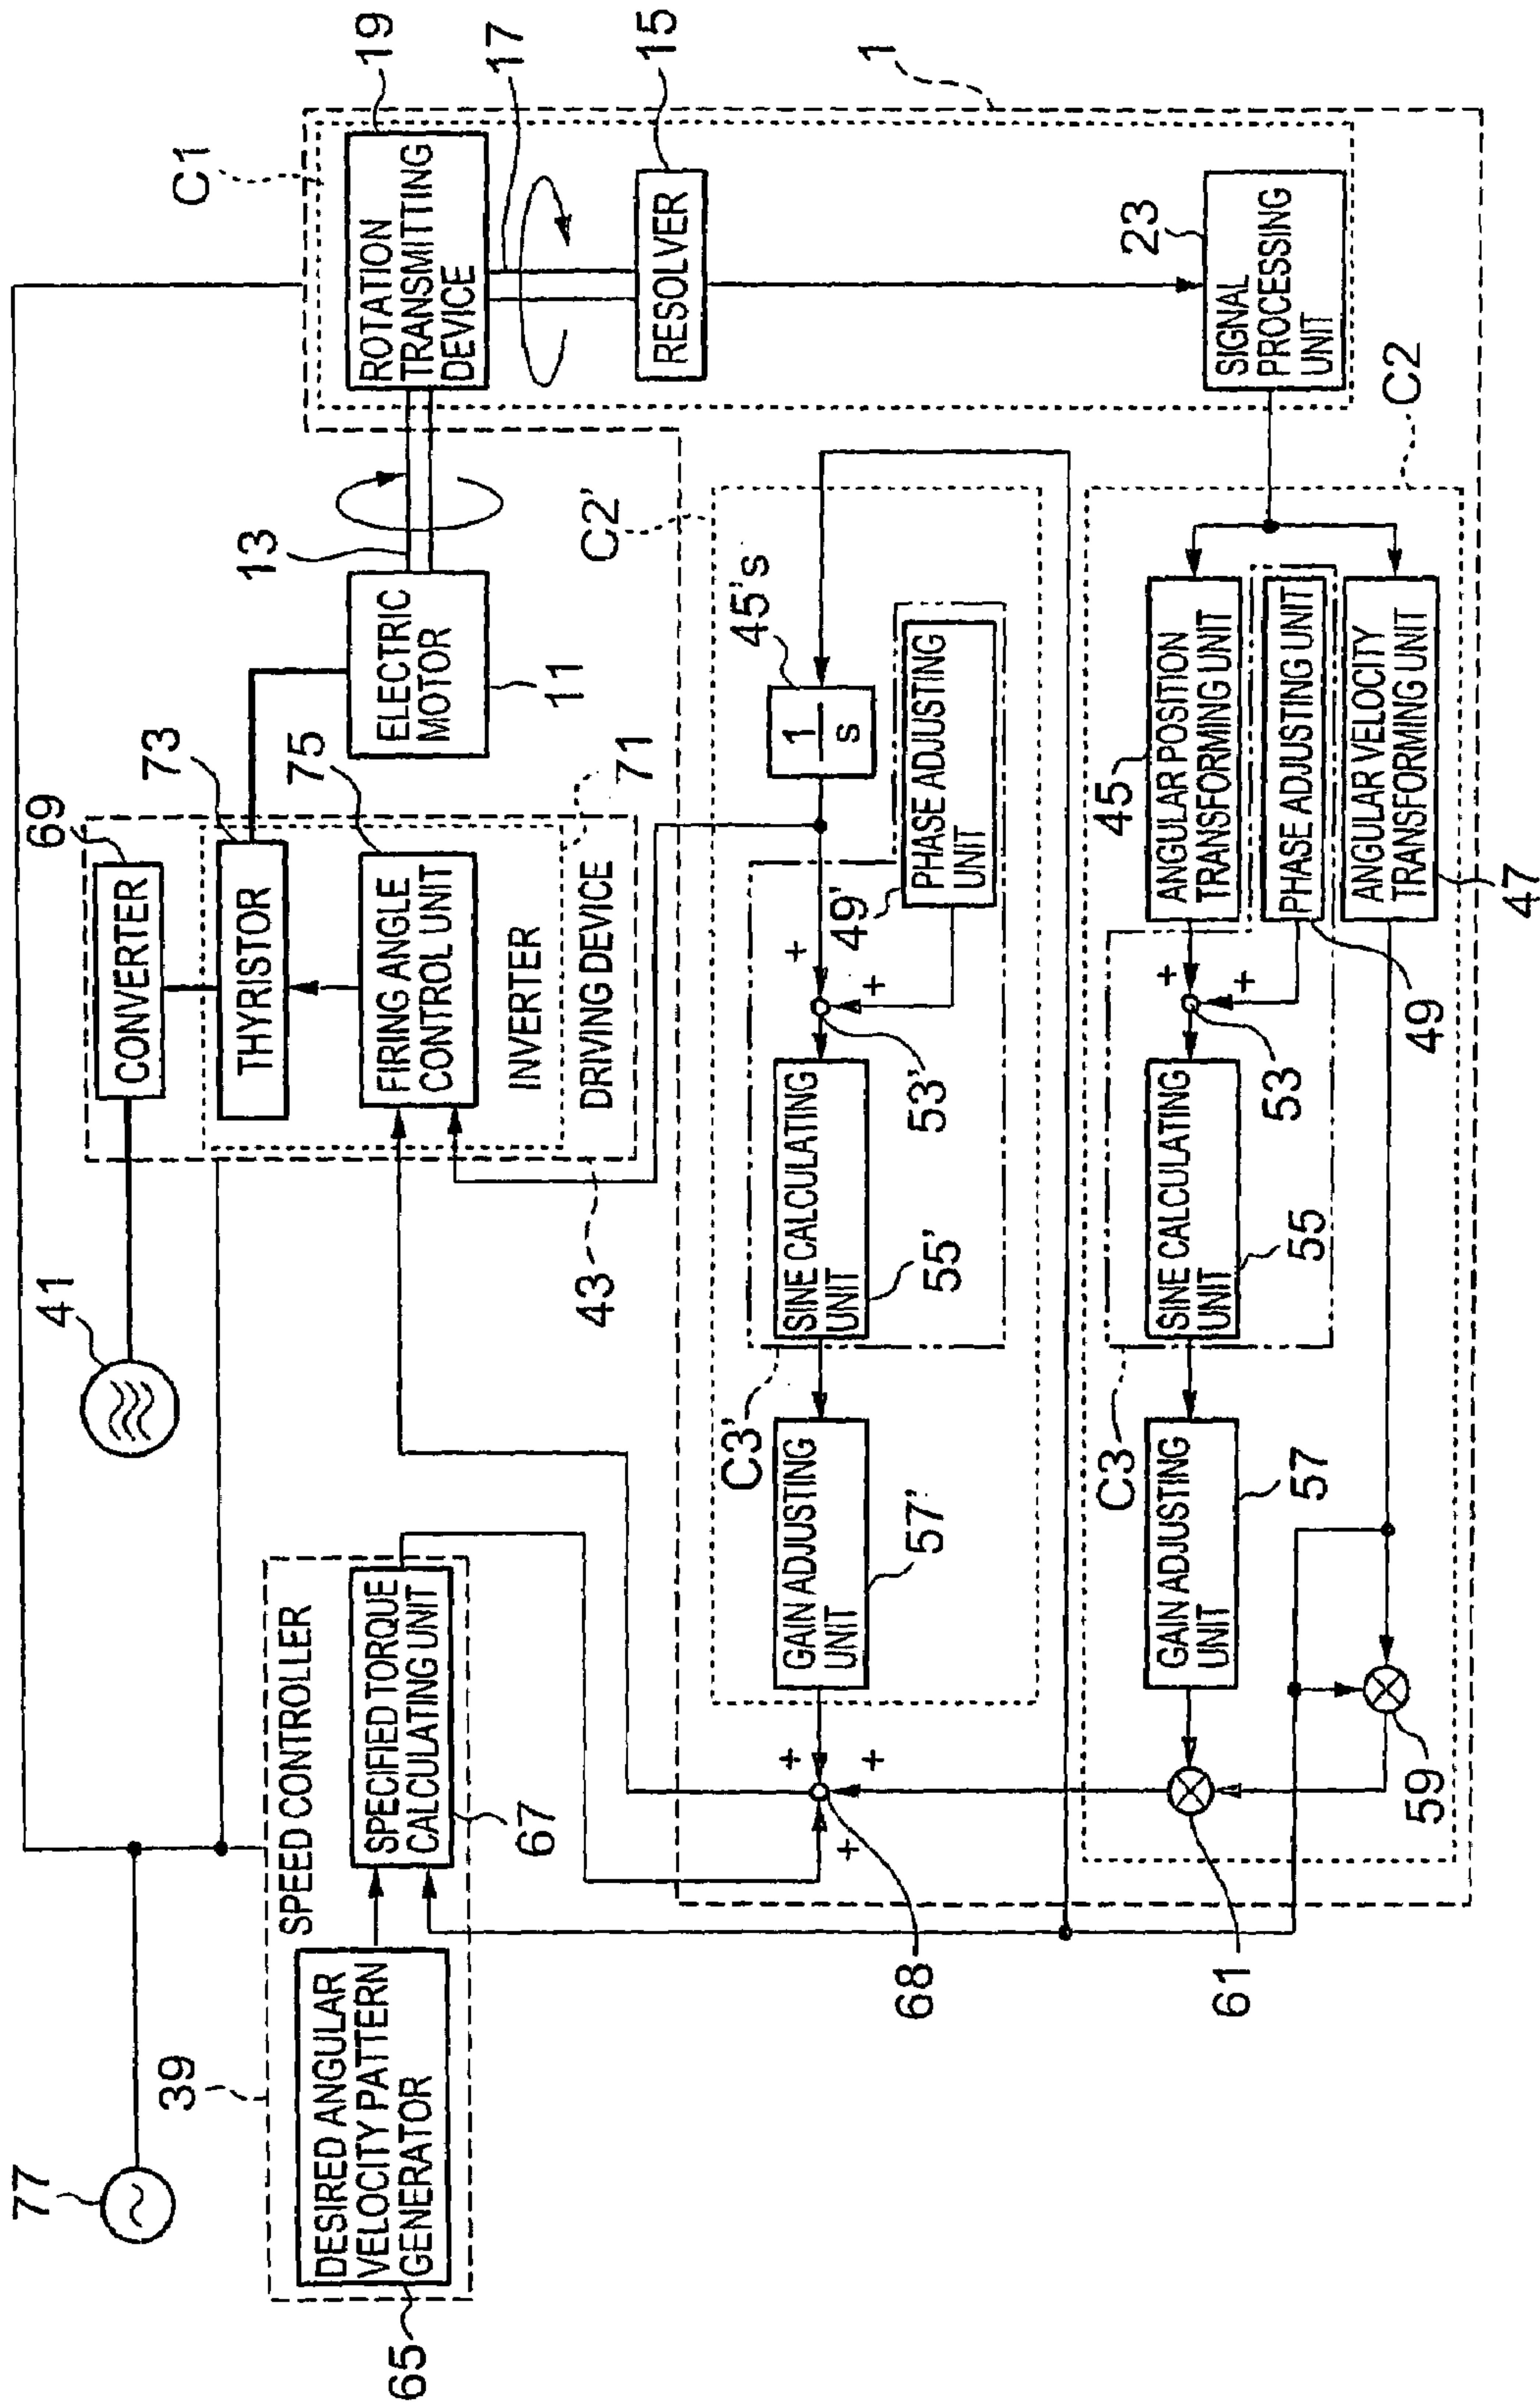 77
39
65
DESIRED ANGULAR
VELOCITY PATTERN
GENERATOR
SPEED CONTROLLER
SPECIFIED TORQUE
CALCULATING UNIT
67
41
69
CONVERTER
73
THYRISTOR
75
FIRING ANGLE
CONTROL UNIT
INVERTER
71
DRIVING DEVICE
43
13
ELECTRIC
MOTOR
11
C1
19
ROTATION
TRANSMITTING
DEVICE
17
15
RESOLVER
1
23
SIGNAL
PROCESSING
UNIT
C2'
45's
1
s
PHASE ADJUSTING
UNIT
49'
+
+
53'
SINE CALCULATING
UNIT
55'
C3'
GAIN ADJUSTING
UNIT
57'
+
+
+
68
C2
45
ANGULAR POSITION
TRANSFORMING UNIT
PHASE ADJUSTING UNIT
ANGULAR VELOCITY
TRANSFORMING UNIT
47
49
+
+
53
SINE CALCULATING
UNIT
55
C3
GAIN ADJUSTING
UNIT
57
59
61